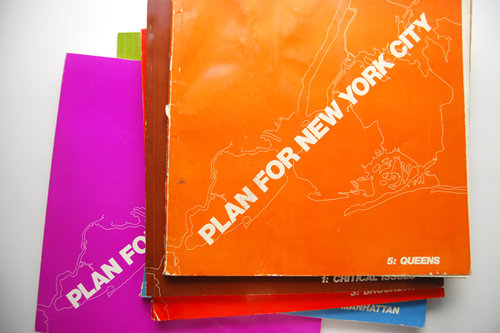 PLAN FOR NEW YORK CITY
5: QUEENS
1: CRITICAL ISSUES
3: BROOKLYN
MANHATTAN
PLAN FO